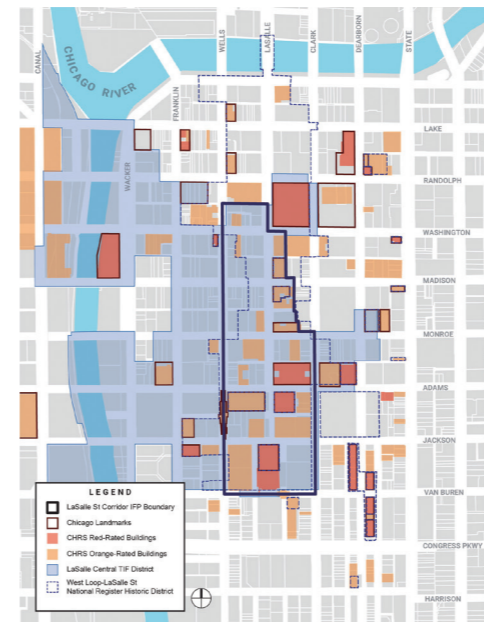 CANAL
CHICAGO RIVER
WACKER
FRANKLIN
WELLS
LASALLE
CLARK
DEARBORN
STATE
LAKE
RANDOLPH
WASHINGTON
MADISON
MONROE
ADAMS
JACKSON
VAN BUREN
CONGRESS PKWY
HARRISON
LEGEND
LaSalle St Corridor IFP Boundary
Chicago Landmarks
CHRS Red-Rated Buildings
CHRS Orange-Rated Buildings
LaSalle Central TIF District
West Loop-LaSalle St
National Register Historic District